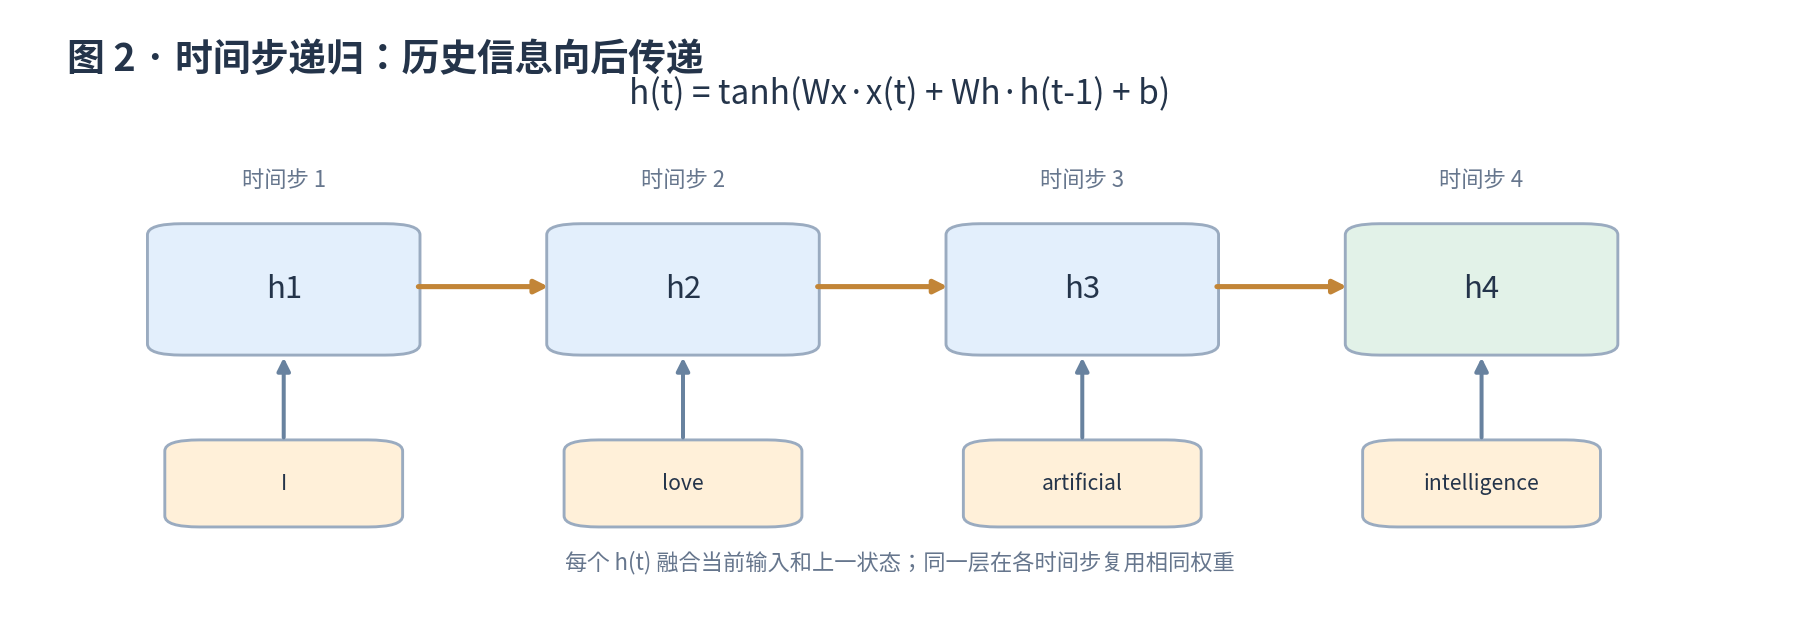 图 2 · 时间步递归：历史信息向后传递
h(t) = tanh(Wx·x(t) + Wh·h(t-1) + b)
时间步 1
时间步 2
时间步 3
时间步 4
h1
h2
h3
h4
I
love
artificial
intelligence
每个 h(t) 融合当前输入和上一状态；同一层在各时间步复用相同权重